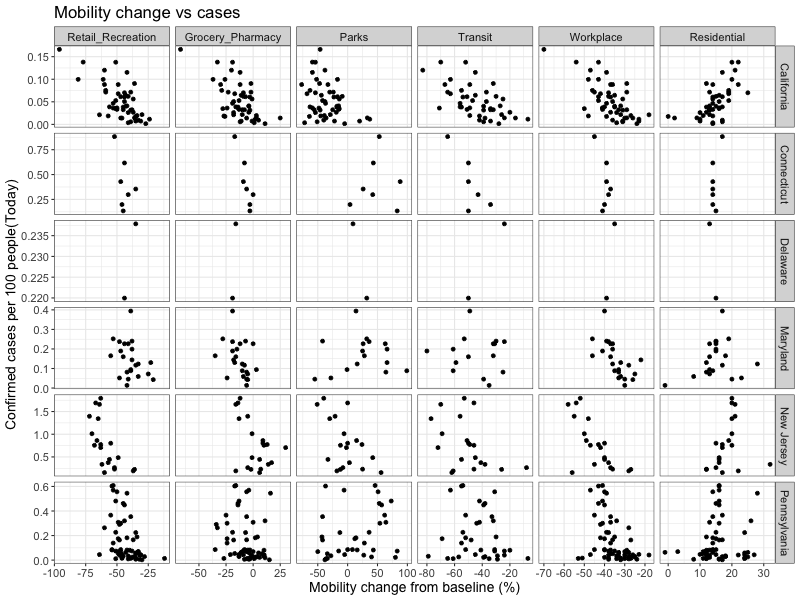 Mobility change vs cases
Retail_Recreation Grocery_Pharmacy Parks Transit Workplace Residential
0.15
0.10
0.05
0.00
California
0.75
0.50
0.25
Connecticut
0.235
0.230
0.225
0.220
Delaware
0.4
0.3
0.2
0.1
0.0
Maryland
1.5
1.0
0.5
New Jersey
0.6
0.4
0.2
0.0
Pennsylvania
Confirmed cases per 100 people(Today)
-100 -75 -50 -25 -50 -25 0 25 -50 0 50 100 -80 -60 -40 -20 -70 -60 -50 -40 -30 -20 0 10 20 30
Mobility change from baseline (%)